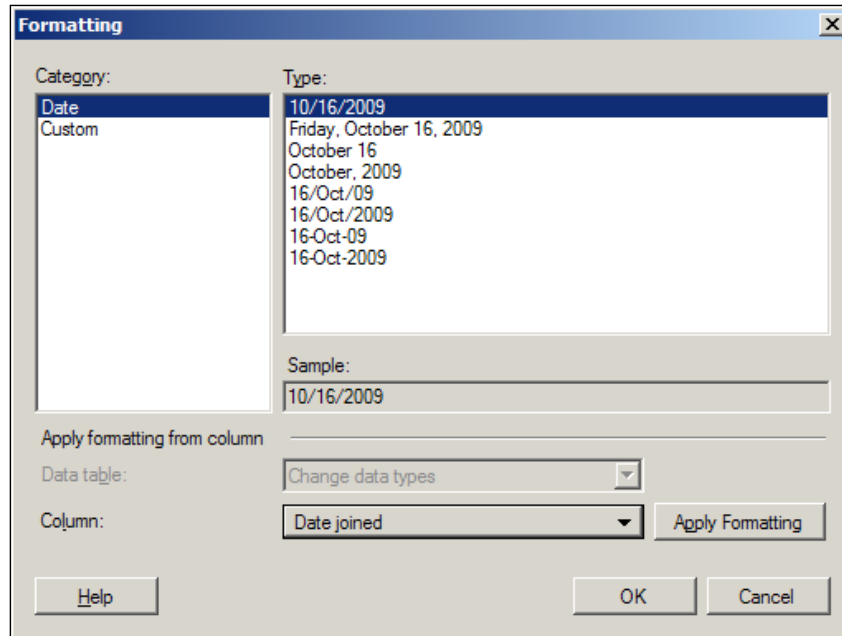 Formatting
Category:
Type:
Date
Custom
10/16/2009
Friday, October 16, 2009
October 16
October, 2009
16/Oct/09
16/Oct/2009
16-Oct-09
16-Oct-2009
Sample:
10/16/2009
Apply formatting from column
Data table:
Change data types
Column:
Date joined
Apply Formatting
Help
OK
Cancel